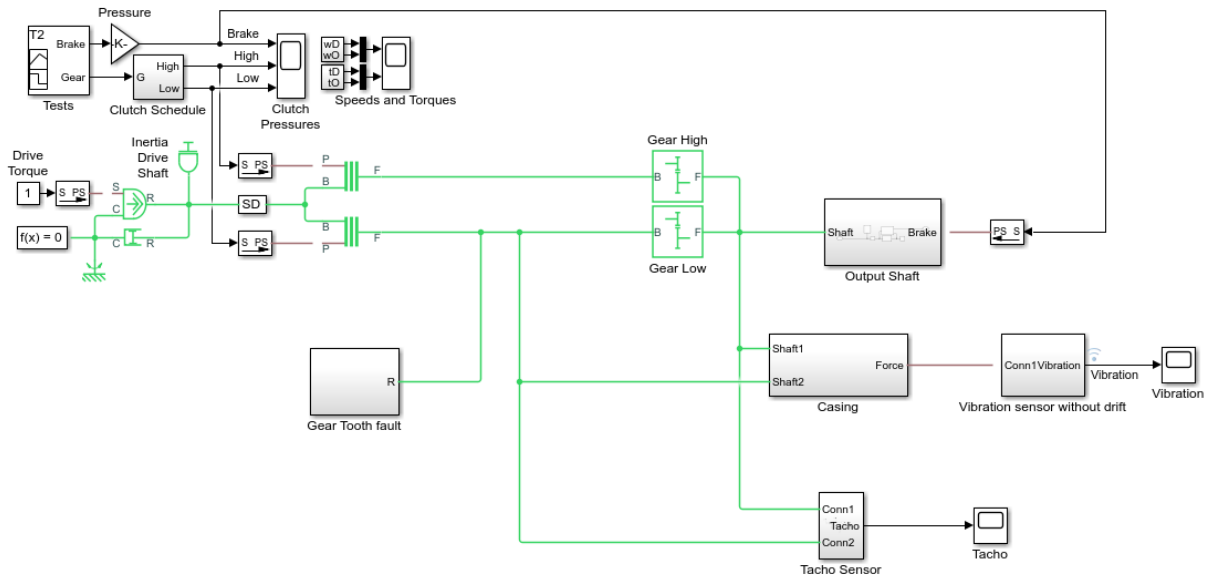 Pressure
T2
Brake
-K-
Gear
Tests
G
High
Low
Clutch Schedule
Brake
High
Low
Clutch
Pressures
wD
wO
tD
tO
Speeds and Torques
Inertia
Drive
Shaft
Drive
Torque
1
S PS
S
C
R
f(x) = 0
C
R
S PS
SD
S PS
P
B
F
B
P
F
Gear High
B
F
B
F
Gear Low
Shaft
Brake
Output Shaft
PS S
R
Gear Tooth fault
Shaft1
Shaft2
Force
Casing
Conn1Vibration
Vibration sensor without drift
Vibration
Vibration
Conn1
Tacho
Conn2
Tacho Sensor
Tacho